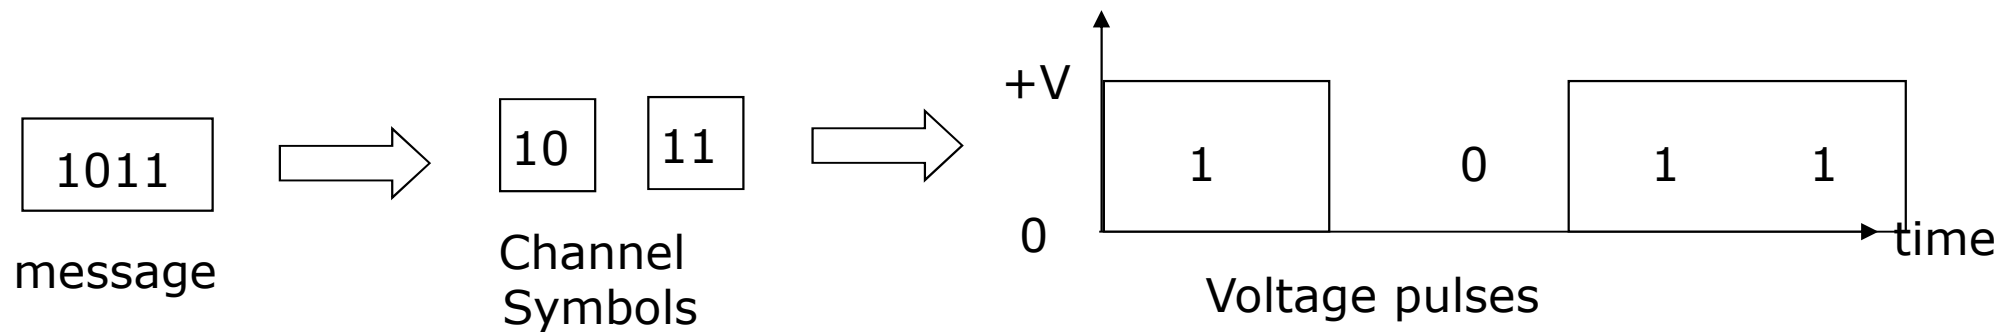 1011
message
10
11
Channel
Symbols
+V
0
1
0
1
1
time
Voltage pulses